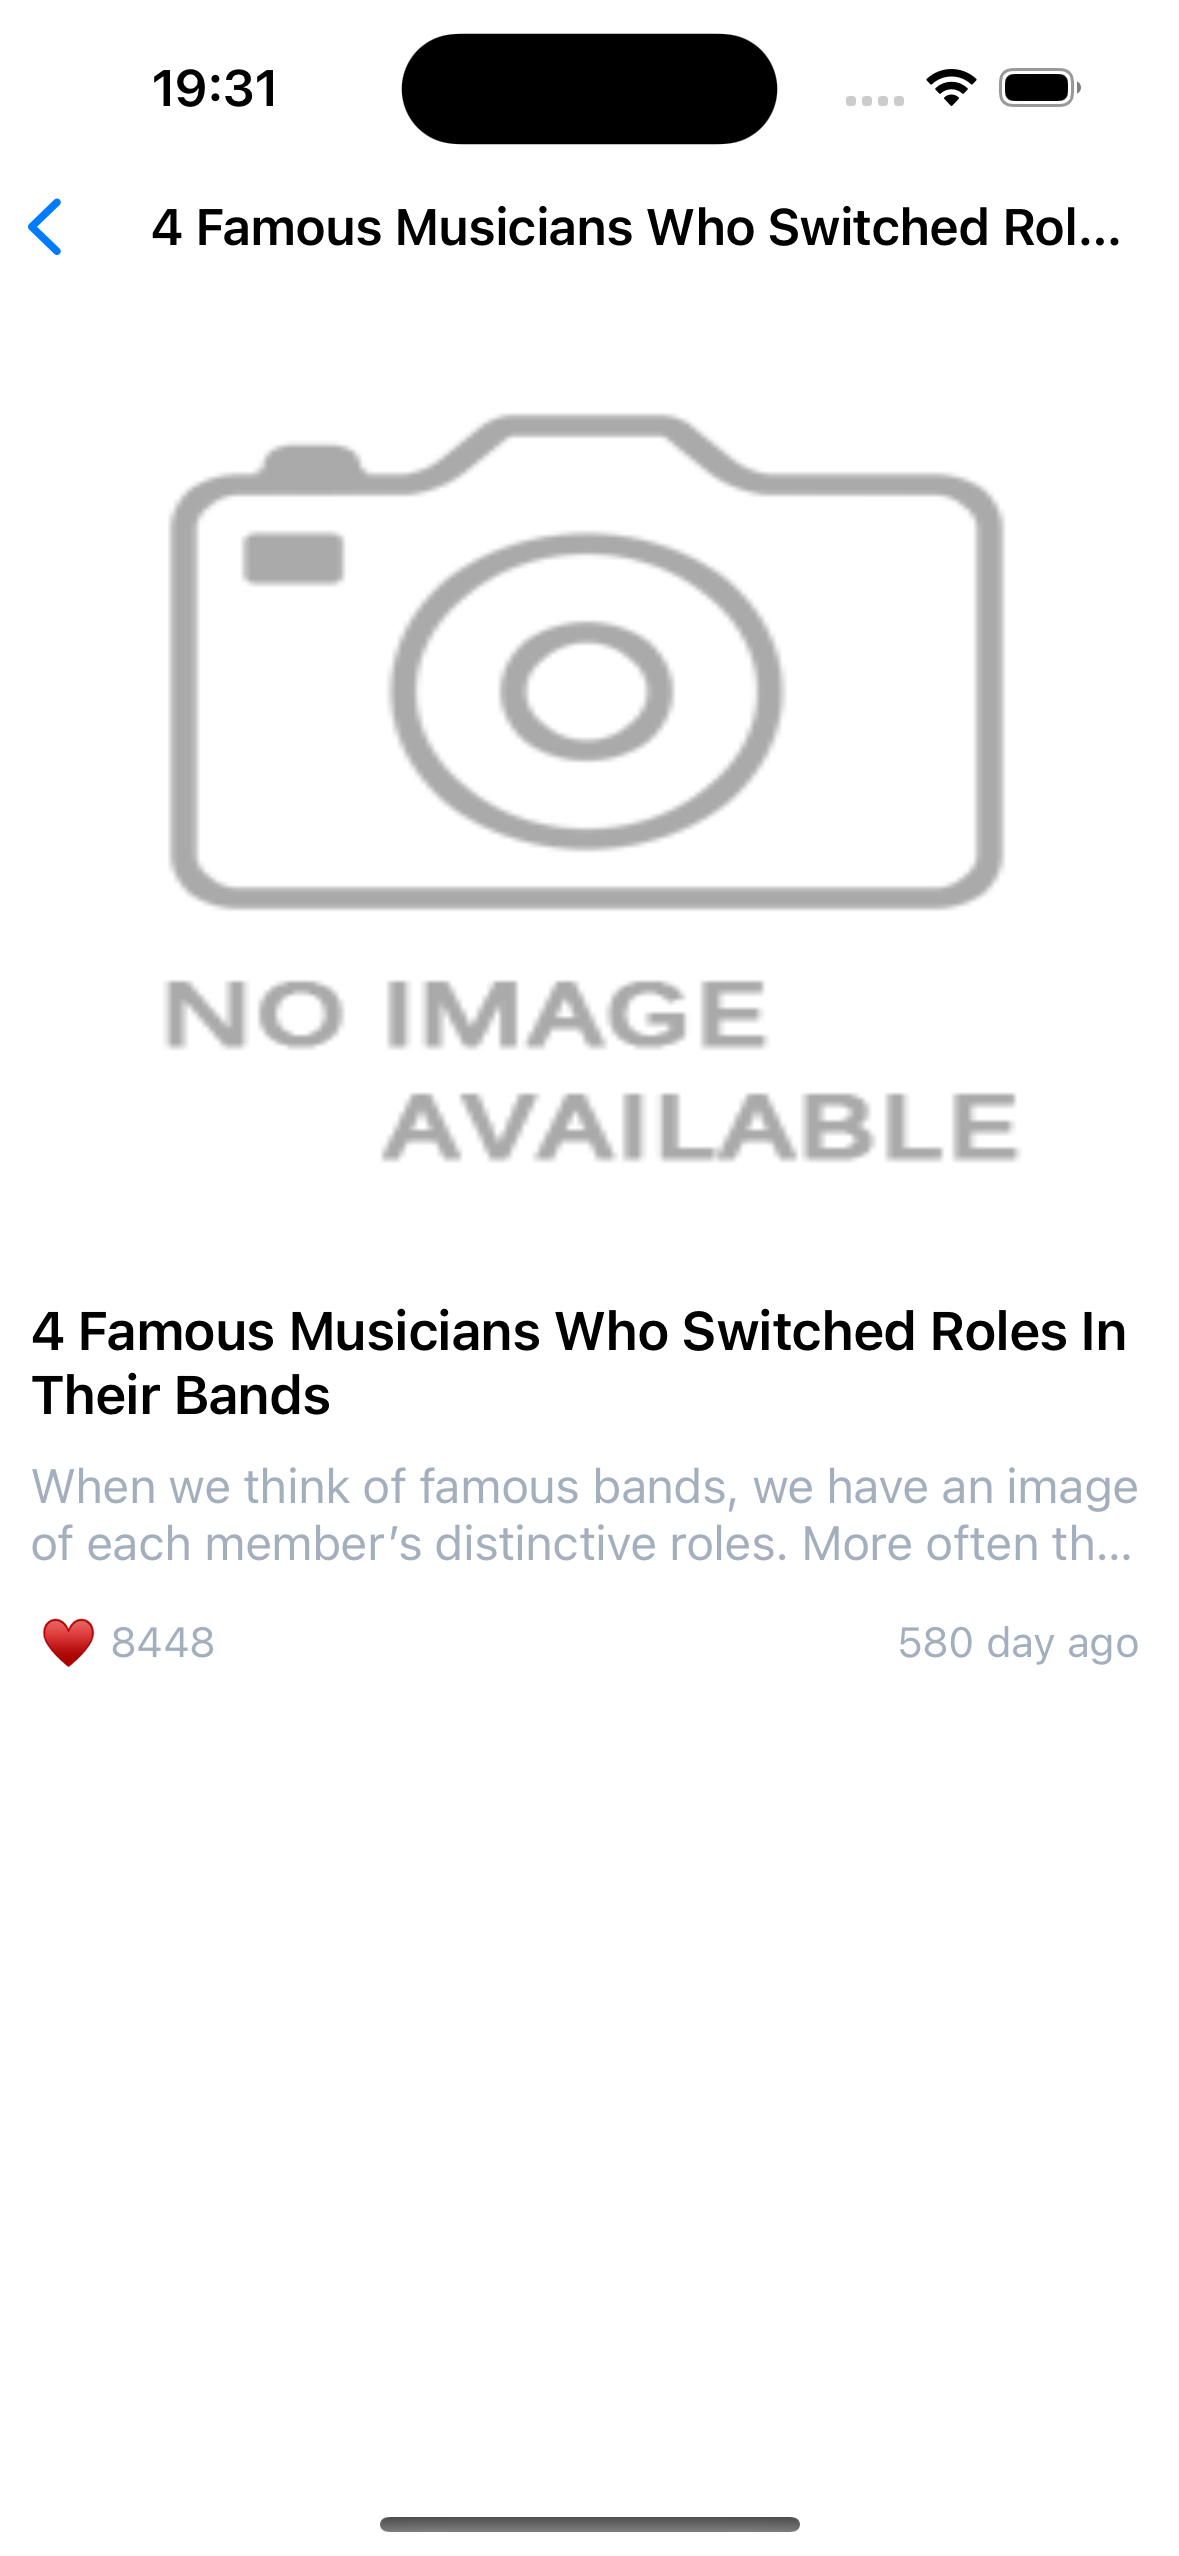 19:31
4 Famous Musicians Who Switched Rol...
NO IMAGE
AVAILABLE
4 Famous Musicians Who Switched Roles In
Their Bands
When we think of famous bands, we have an image
of each member’s distinctive roles. More often th...
8448
580 day ago